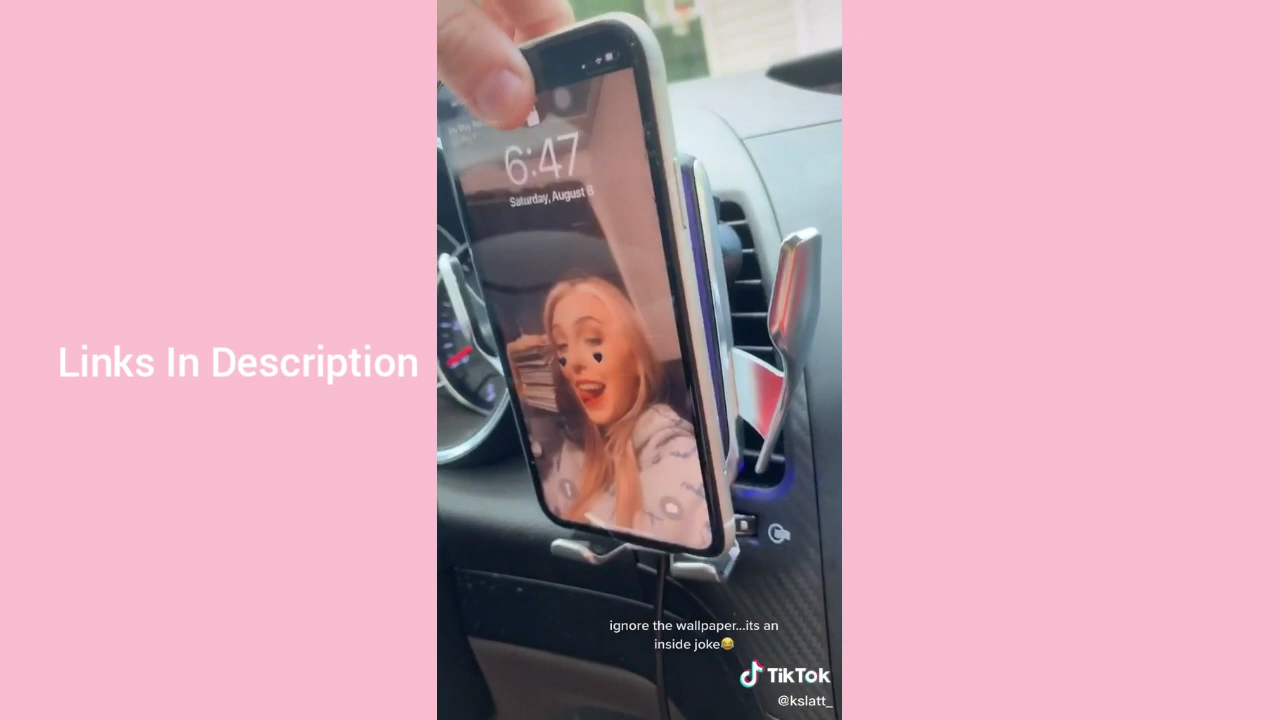 Links In Description
6:47
Saturday, August 8
ignore the wallpaper...its an
inside joke😂
TikTok
@kslatt_